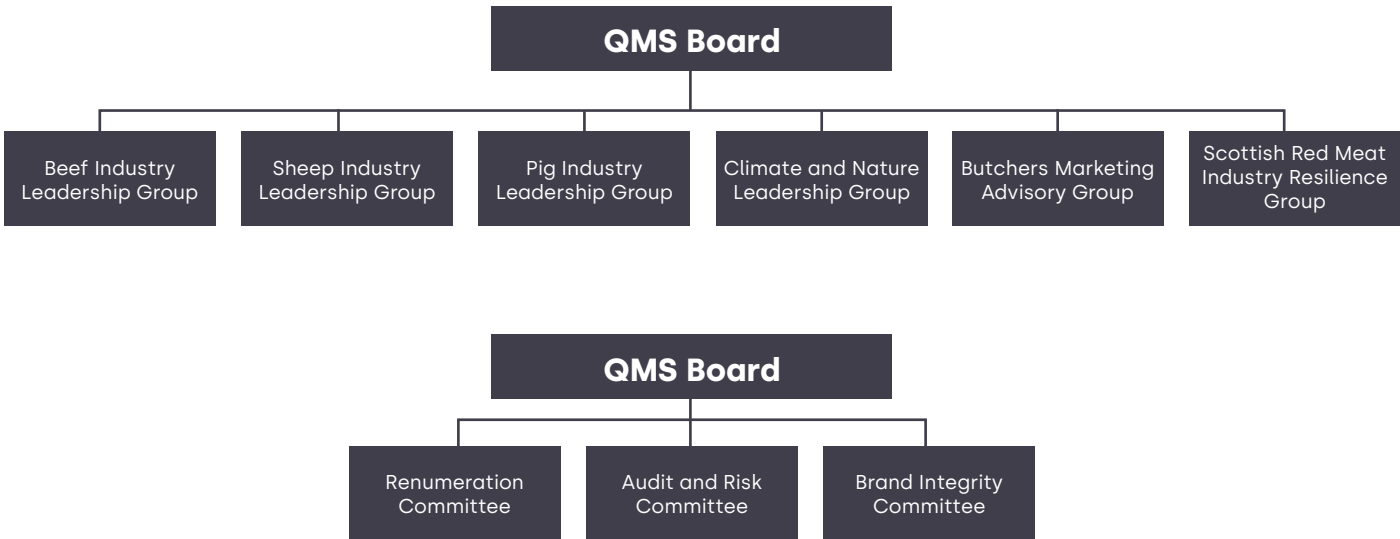 QMS Board
Beef Industry
Leadership Group
Sheep Industry
Leadership Group
Pig Industry
Leadership Group
Climate and Nature
Leadership Group
Butchers Marketing
Advisory Group
Scottish Red Meat
Industry Resilience
Group
QMS Board
Renumeration
Committee
Audit and Risk
Committee
Brand Integrity
Committee